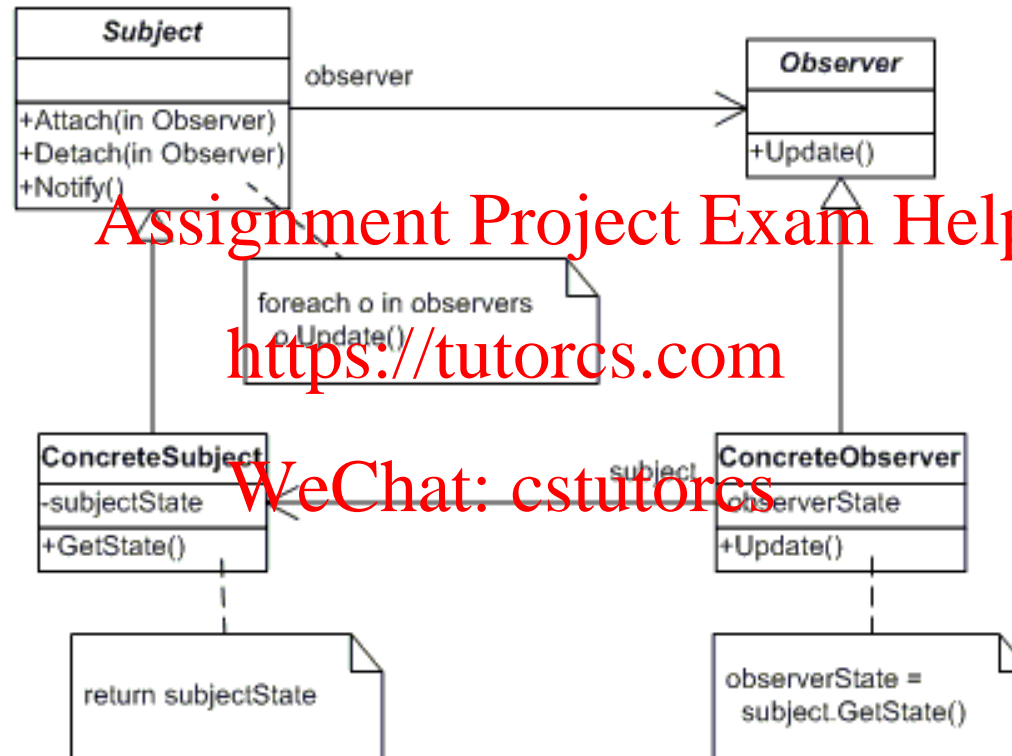 Subject
observer
Observer
+Attach(in Observer)
+Detach(in Observer)
+Notify()
+Update()
Assignment Project Exam Help
foreach o in observers
o.Update()
https://tutorcs.com
ConcreteSubject
-subjectState
+GetState()
WeChat: cstutorcs
subject
ConcreteObserver
-observerState
+Update()
return subjectState
observerState =
subject.GetState()